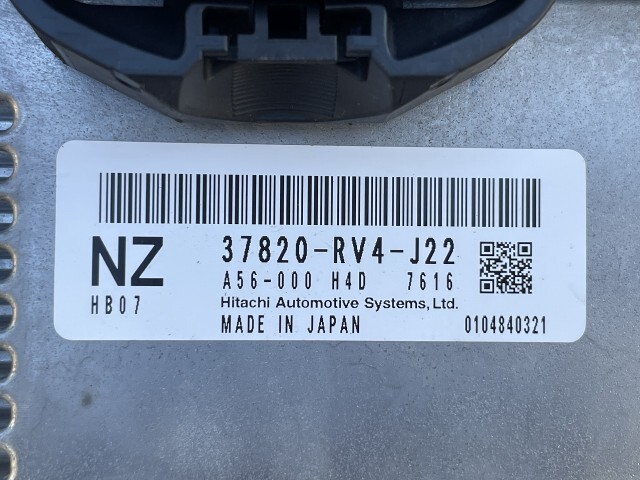 NZ
HB07
37820-RV4-J22
A56-000 H4D 7616
Hitachi Automotive Systems, Ltd.
MADE IN JAPAN
0104840321